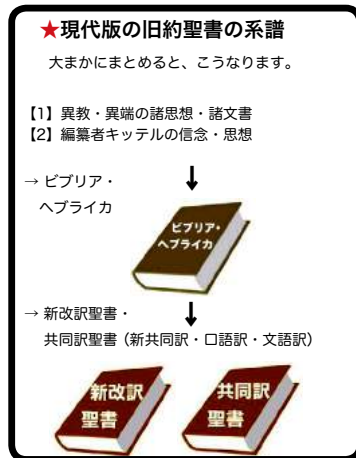 ★現代版の旧約聖書の系譜
大まかにまとめると、こうなります。
【1】異教・異端の諸思想・諸文書
【2】編纂者キッテルの信念・思想
→ ビブリア・
ヘブライカ
↓
ビブリア・
ヘブライカ
→ 新改訳聖書・
↓
共同訳聖書（新共同訳・口語訳・文語訳）
新改訳
聖書
共同訳
聖書